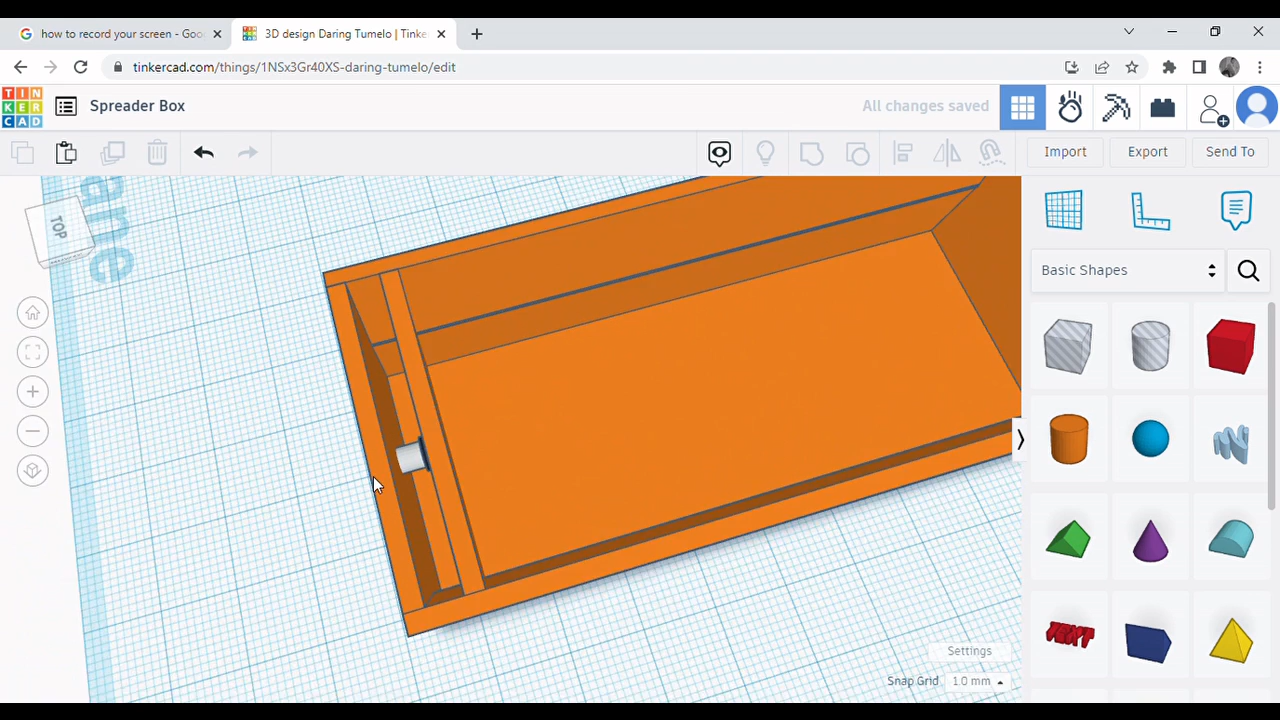 how to record your screen - Goo
3D design Daring Tumelo | Tinke
tinkercad.com/things/1NSx3Gr40XS-daring-tumelo/edit
TIN
KER
CAD
Spreader Box
All changes saved
Import
Export
Send To
TOP
ane
Basic Shapes
TEXT
Settings
Snap Grid 1.0 mm